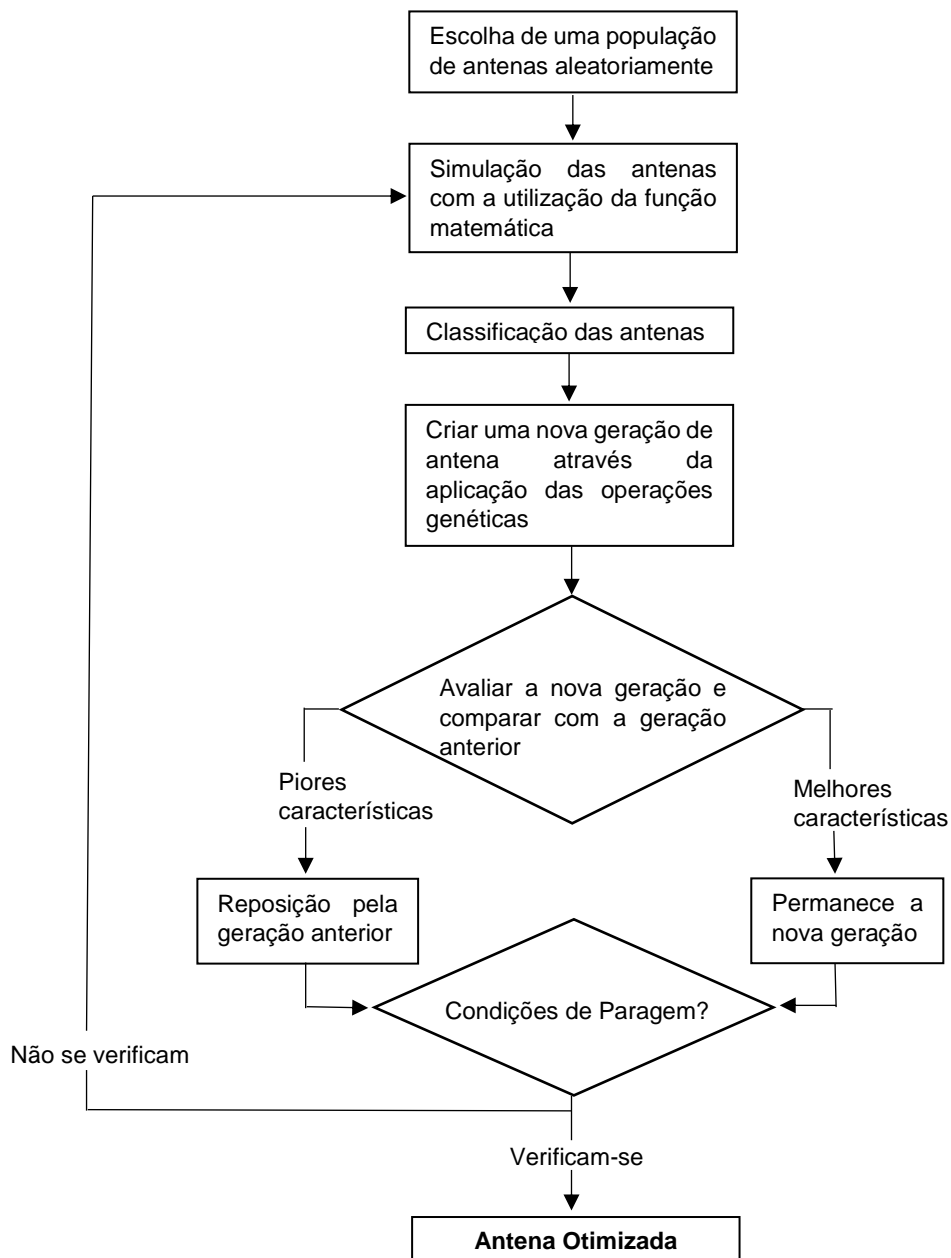 Escolha de uma população
de antenas aleatoriamente
Simulação das antenas
com a utilização da função
matemática
Classificação das antenas
Criar uma nova geração de
antena através da
aplicação das operações
genéticas
Avaliar a nova geração e
comparar com a geração
anterior
Piores
característicias
Melhores
característicias
Reposição pela
geração anterior
Permanece a
nova geração
Condições de Paragem?
Não se verificam
Verificam-se
Antena Otimizada